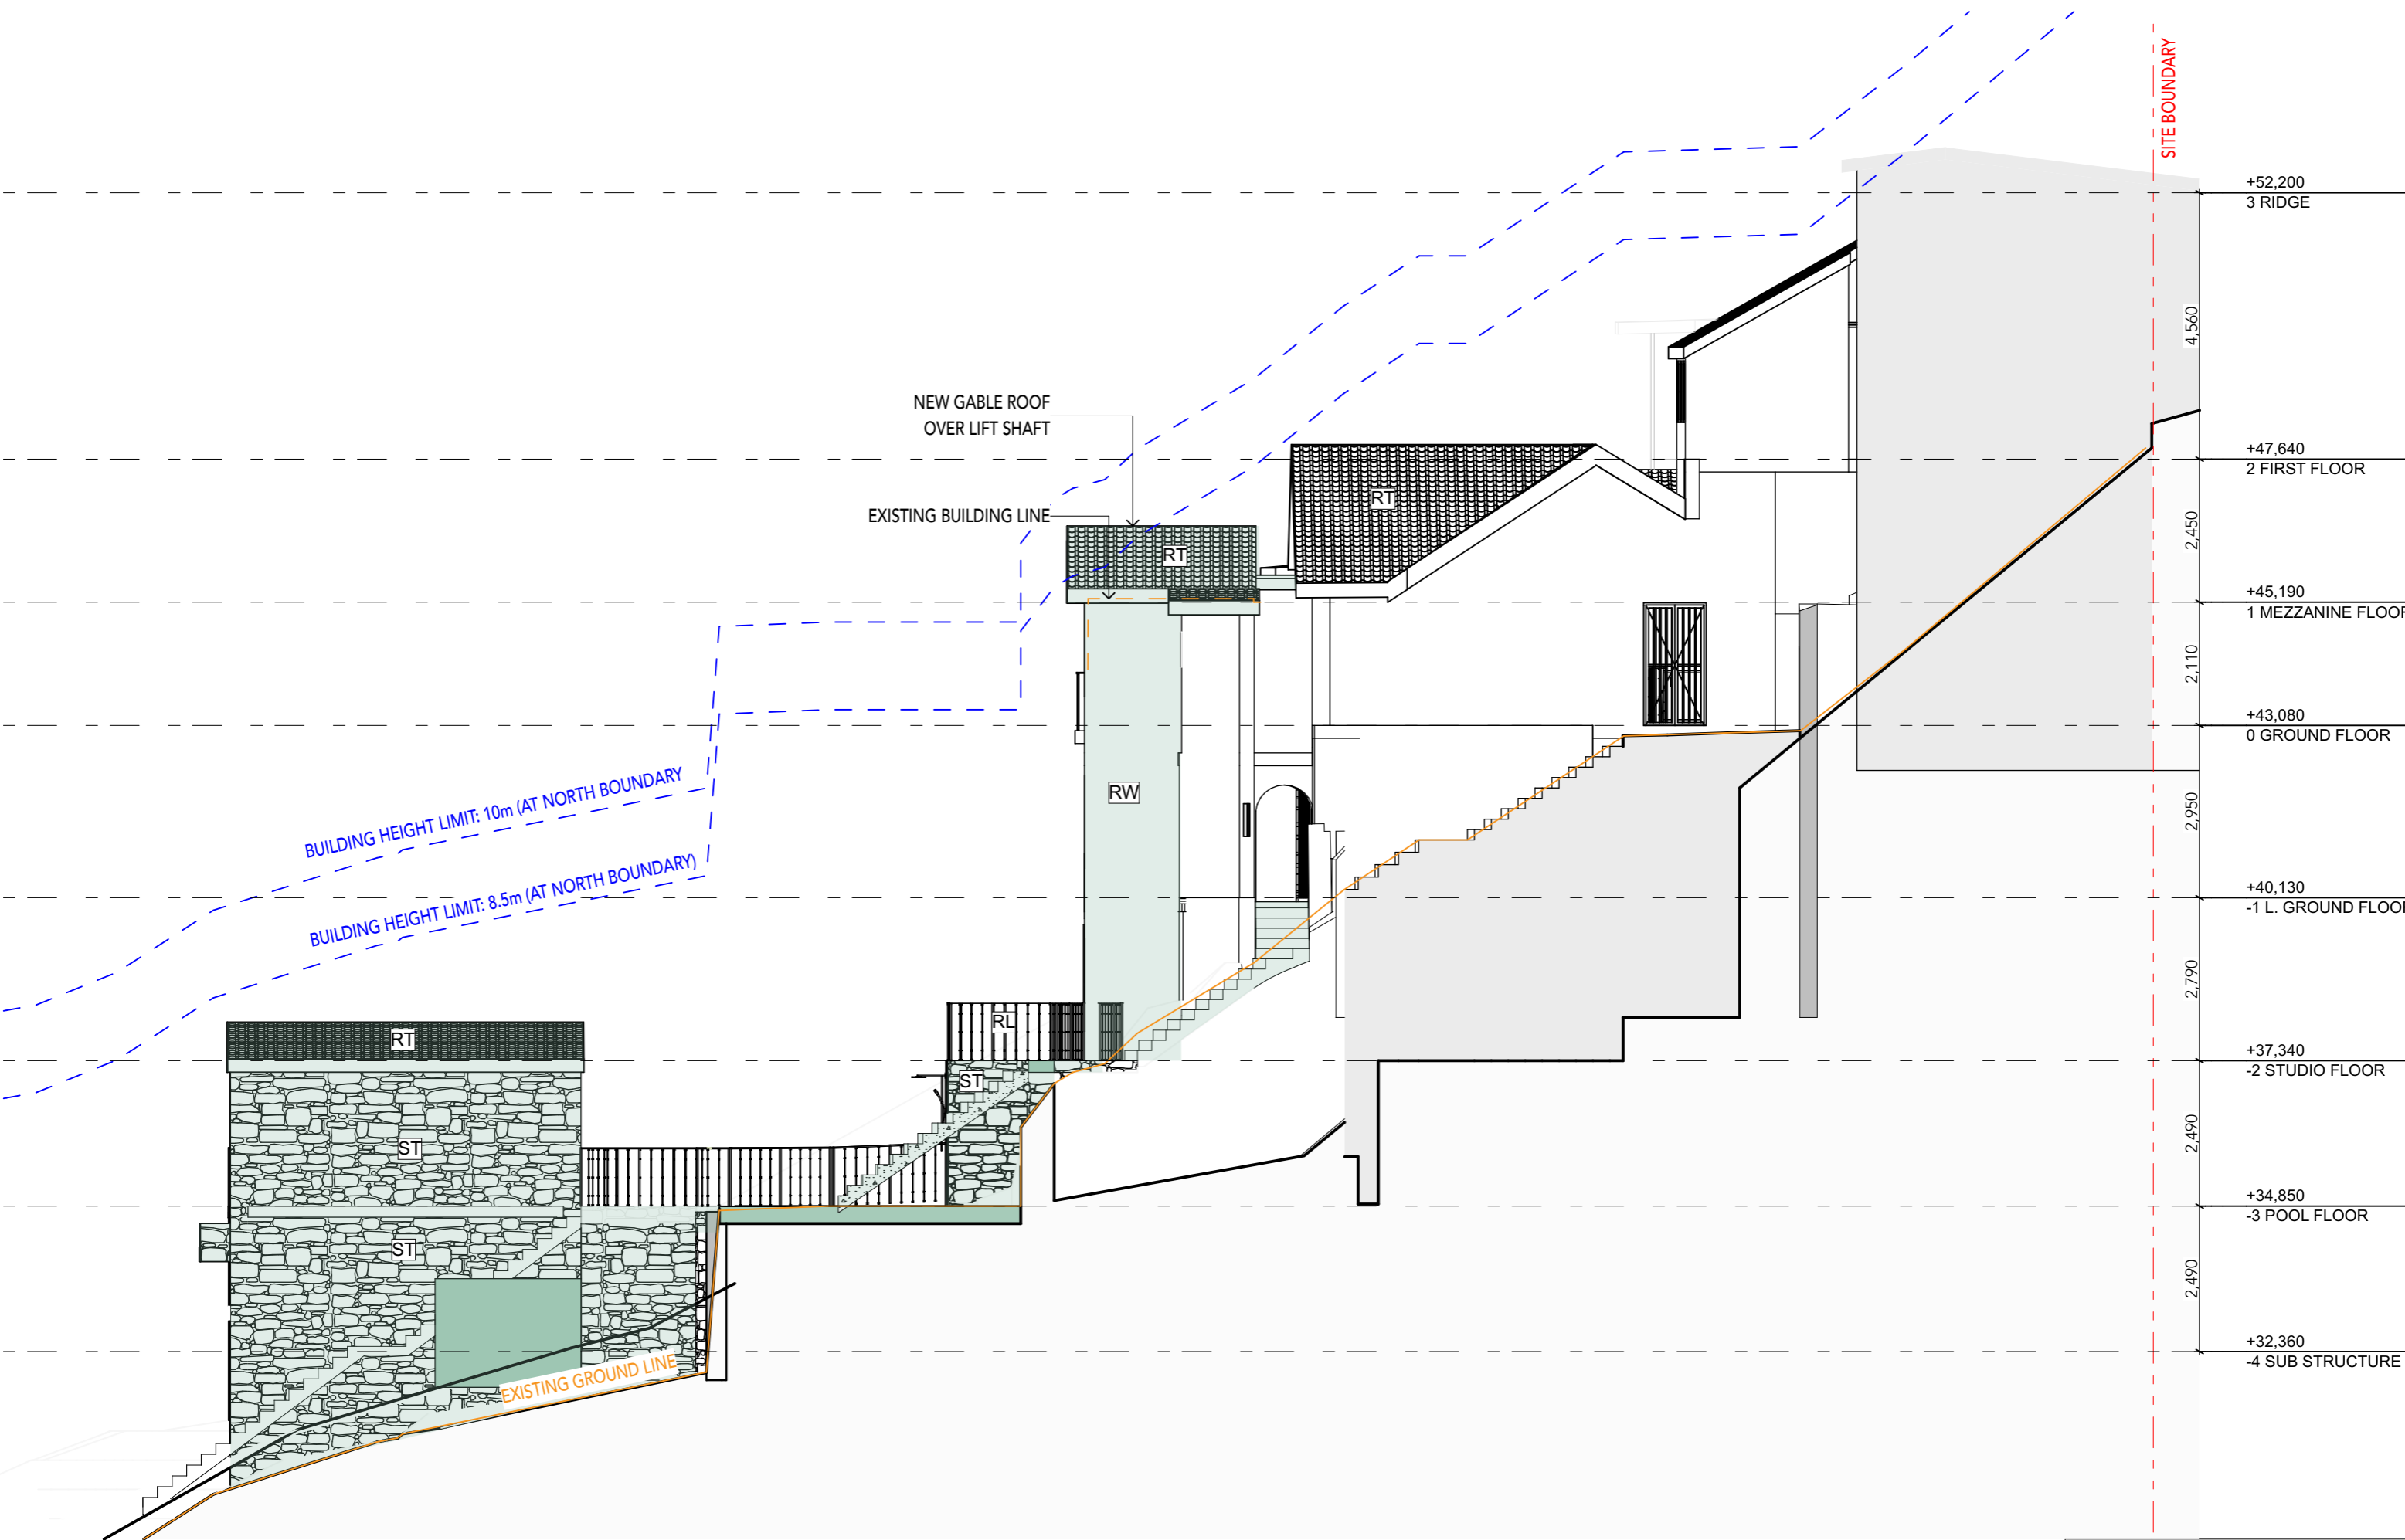 SITE BOUNDARY
+52,200
3 RIDGE
4,560
NEW GABLE ROOF
OVER LIFT SHAFT
+47,640
2 FIRST FLOOR
RT
EXISTING BUILDING LINE
2,450
RT
+45,190
1 MEZZANINE FLOOR
2,110
+43,080
0 GROUND FLOOR
BUILDING HEIGHT LIMIT: 10m (AT NORTH BOUNDARY
RW
2,950
BUILDING HEIGHT LIMIT: 8.5m (AT NORTH BOUNDARY)
+40,130
-1 L. GROUND FLOOR
2,790
RL
RT
+37,340
-2 STUDIO FLOOR
ST
ST
2,490
+34,850
-3 POOL FLOOR
ST
2,490
+32,360
-4 SUB STRUCTURE
EXISTING GROUND LINE